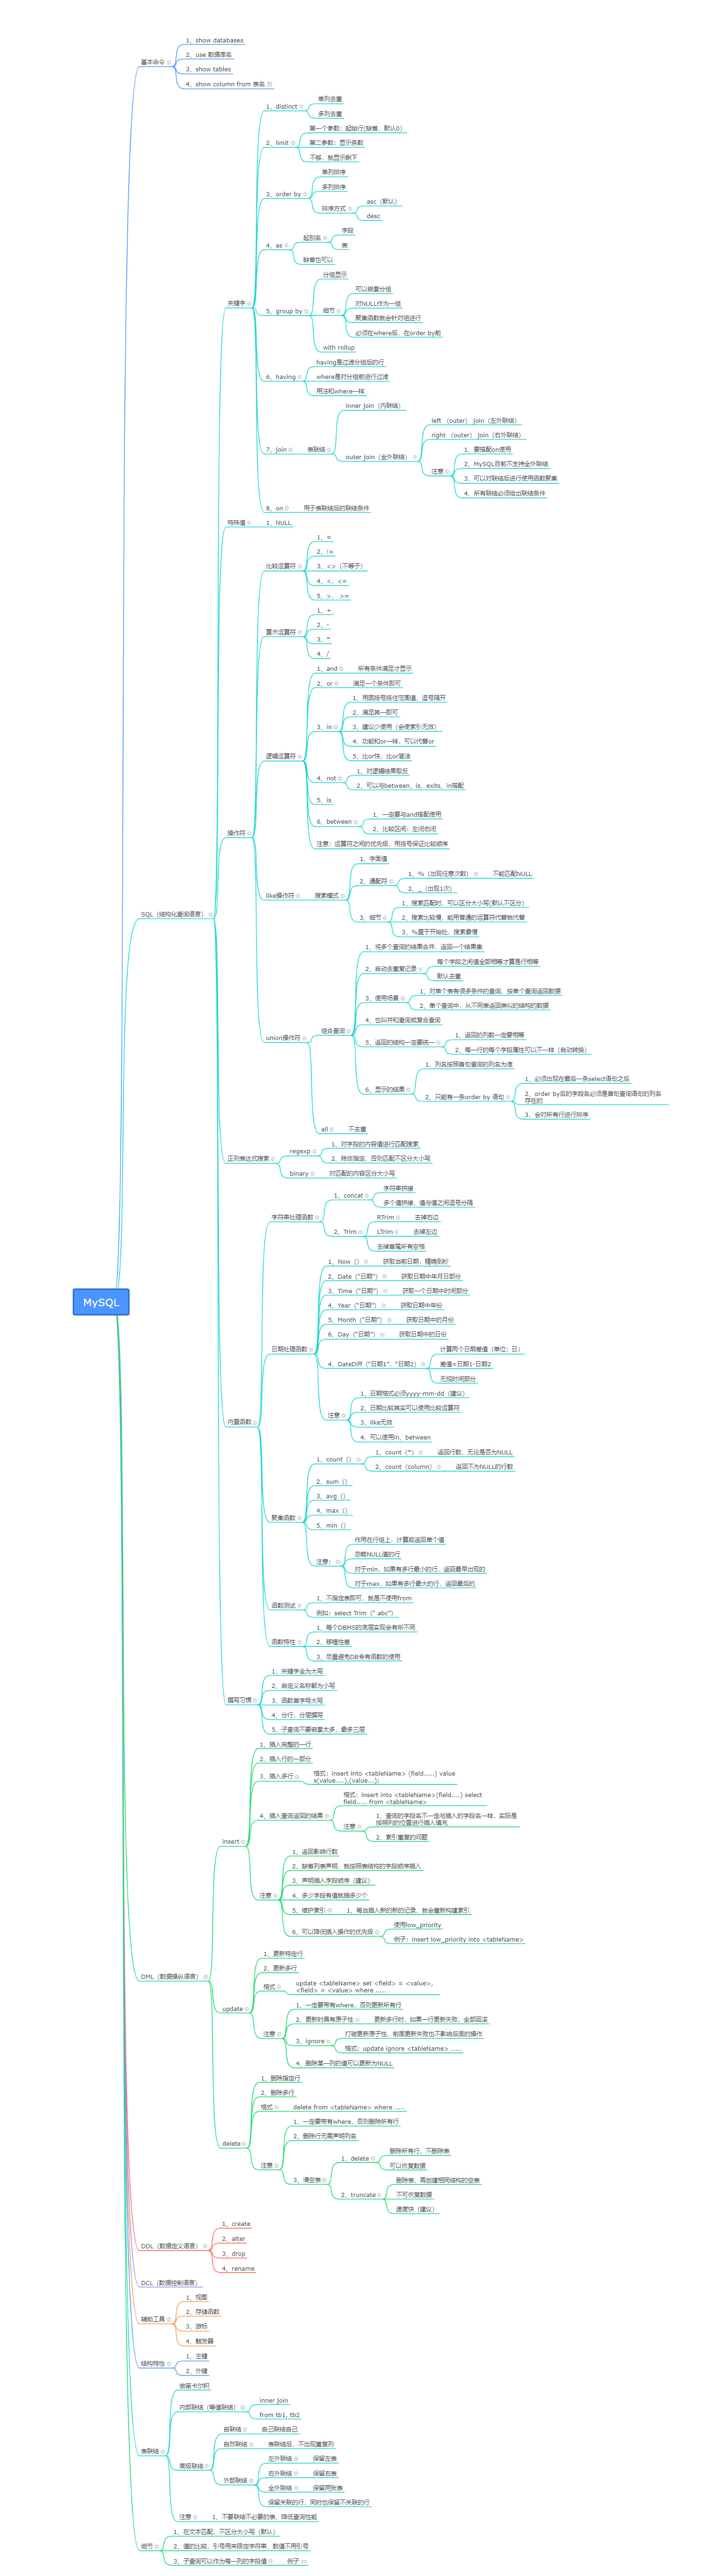 MySQL
基本命令
1、show databases
2、use 数据库名
3、show tables
4、show column from 表名
SQL（结构化查询语言）
关键字
1、distinct
单列去重
多列去重
2、limit
第一个参数：起始行(缺省，默认0）
第二参数：显示条数
不够，就显示剩下
3、order by
单列排序
多列排序
排序方式
asc（默认）
desc
4、as
起别名
字段
表
缺省也可以
5、group by
分组显示
细节
可以嵌套分组
对NULL作为一组
聚集函数就会针对组进行
必须在where后，在order by前
with rollup
6、having
having是过滤分组后的行
where是对分组前进行过滤
用法和where一样
7、join
表联结
inner join（内联结）
outer join（全外联结）
left （outer） join（左外联结）
right （outer） join（右外联结）
注意
1、要搭配on使用
2、MySQL目前不支持全外联结
3、可以对联结后进行使用函数聚集
4、所有联结必须给出联结条件
8、on
用于表联结后的联结条件
特殊值
1、NULL
操作符
比较运算符
1、=
2、!=
3、<>（不等于）
4、<、<=
5、>、 >=
算术运算符
1、+
2、-
3、*
4、/
逻辑运算符
1、and
所有条件满足才显示
2、or
满足一个条件即可
3、in
1、用圆括号括住范围值，逗号隔开
2、满足其一即可
3、建议少使用（会使索引无效）
4、功能和or一样，可以代替or
5、比or快，比or简洁
4、not
1、对逻辑结果取反
2、可以与between、is、exits、in搭配
5、is
6、between
1、一定要与and搭配使用
2、比较区间：左闭右闭
注意：运算符之间的优先级，用括号保证比较顺序
like操作符
搜索模式
1、字面值
2、通配符
1、%（出现任意次数）
不能匹配NULL
2、_（出现1次）
3、细节
1、搜索匹配时，可以区分大小写(默认不区分)
2、搜索比较慢，能用普通的运算符代替就代替
3、%置于开始处，搜索最慢
union操作符
组合查询
1、将多个查询的结果合并，返回一个结果集
2、自动去重复记录
每个字段之间值全部相等才算是行相等
默认去重
3、使用场景
1、对单个表有很多条件的查询，按单个查询返回数据
2、单个查询中，从不同表返回类似的结构的数据
4、也叫并和查询或复合查询
5、返回的结构一定要统一
1、返回的列数一定要相等
2、每一行的每个字段属性可以不一样（自动转换）
6、显示的结果
1、列名按照首句查询的列名为准
2、只能有一条order by 语句
1、必须出现在最后一条select语句之后
2、order by后的字段名必须是首句查询语句的列名
存在的
3、会对所有行进行排序
all
不去重
正则表达式搜索
regexp
1、对字段的内容值进行匹配搜索
2、除非指定，否则匹配不区分大小写
binary
对匹配的内容区分大小写
内置函数
字符串处理函数
1、concat
字符串拼接
多个值拼接，值与值之间逗号分隔
2、Trim
RTrim
去掉右边
LTrim
去掉左边
去掉首尾所有空格
日期处理函数
1、Now（）
获取当前日期，精确到秒
2、Date（“日期”）
获取日期中年月日部分
3、Time（“日期”）
获取一个日期中时间部分
4、Year（“日期”）
获取日期中年份
5、Month（“日期”）
获取日期中的月份
6、Day（“日期”）
获取日期中的日份
4、DateDiff（“日期1”，“日期2）
计算两个日期差值（单位：日）
差值=日期1-日期2
无视时间部分
注意
1、日期格式必须yyyy-mm-dd（建议）
2、日期比较其实可以使用比较运算符
3、like无效
4、可以使用in、between
聚集函数
1、count（）
1、count（*）
返回行数，无论是否为NULL
2、count（column）
返回不为NULL的行数
2、sum（）
3、avg（）
4、max（）
5、min（）
注意：
作用在行组上，计算或返回单个值
忽略NULL值的行
对于min，如果有多行最小的行，返回最早出现的
对于max，如果有多行最大的行，返回最后的
函数测试
1、不指定表即可，就是不使用from
例如：select Trim（“ abc”）
函数特性
1、每个DBMS的底层实现会有所不同
2、移植性差
3、尽量避免DB专有函数的使用
撰写习惯
1、关键字全为大写
2、自定义名称都为小写
3、函数首字母大写
4、分行，分层撰写
5、子查询不要嵌套太多，最多三层
DML（数据操纵语言）
insert
1、插入完整的一行
2、插入行的一部分
3、插入多行
格式：insert into <tableName> (field.....) value
s(value....),(value...);
4、插入查询返回的结果
格式：insert into <tableName>(field....) select
field..... from <tableName>
注意
1、查询的字段名不一定与插入的字段名一样，实际是
按照列的位置进行插入填充
2、索引重复的问题
注意
1、返回影响行数
2、缺省列表声明，就按照表结构的字段顺序插入
3、声明插入字段顺序（建议）
4、多少字段有值就插多少个
5、维护索引
1、每当插入新的新的记录，就会重新构建索引
6、可以降低插入操作的优先级
使用low_priority
例子：insert low_priority into <tableName>
update
1、更新特定行
2、更新多行
格式
update <tableName> set <field> = <value>,
<field> = <value> where .....
注意
1、一定要带有where，否则更新所有行
2、更新时具有原子性
更新多行时，如果一行更新失败，全部回滚
3、ignore
打破更新原子性，前面更新失败也不影响后面的操作
格式：update ignore <tableName> .....
4、删除某一列的值可以更新为NULL
delete
1、删除指定行
2、删除多行
格式
delete from <tableName> where .....
注意
1、一定要带有where，否则删除所有行
2、删除行无需声明列名
3、清空表
1、delete
删除所有行，不删除表
可以恢复数据
2、truncate
删除表，再创建相同结构的空表
不可恢复数据
速度快（建议）
DDL（数据定义语言）
1、create
2、alter
3、drop
4、rename
DCL（数据控制语言）
辅助工具
1、视图
2、存储函数
3、游标
4、触发器
结构特性
1、主键
2、外键
表联结
做笛卡尔积
内部联结（等值联结）
inner join
from tb1, tb2
高级联结
自联结
自己联结自己
自然联结
表联结后，不出现重复列
外部联结
左外联结
保留左表
右外联结
保留右表
全外联结
保留两张表
保留关联的行，同时也保留不关联的行
注意
1、不要联结不必要的表，降低查询性能
细节
1、在文本匹配，不区分大小写（默认）
2、值的比较，引号用来限定字符串，数值不用引号
3、子查询可以作为每一列的字段值
例子